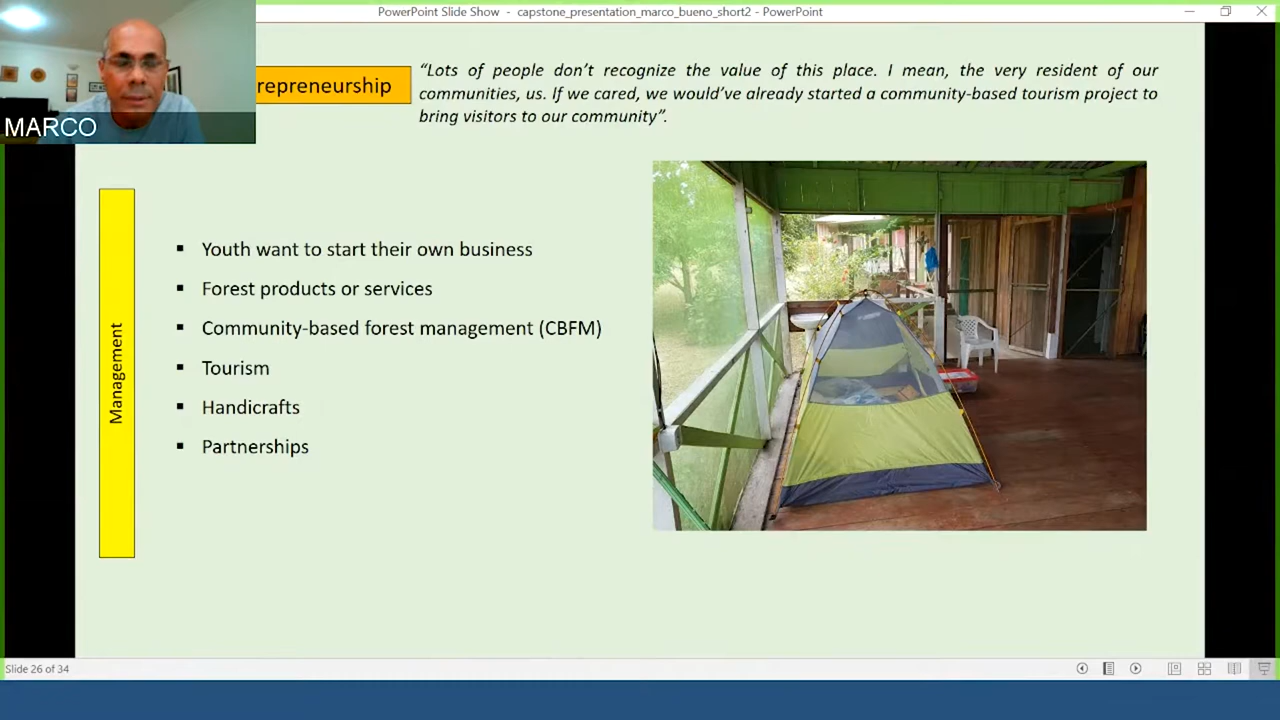 PowerPoint Slide Show - capstone_presentation_marco_bueno_short2 - PowerPoint
MARCO
repreneurship
“Lots of people don’t recognize the value of this place. I mean, the very resident of our
communities, us. If we cared, we would’ve already started a community-based tourism project to
bring visitors to our community”.
Management
▪ Youth want to start their own business
▪ Forest products or services
▪ Community-based forest management (CBFM)
▪ Tourism
▪ Handicrafts
▪ Partnerships
Slide 26 of 34